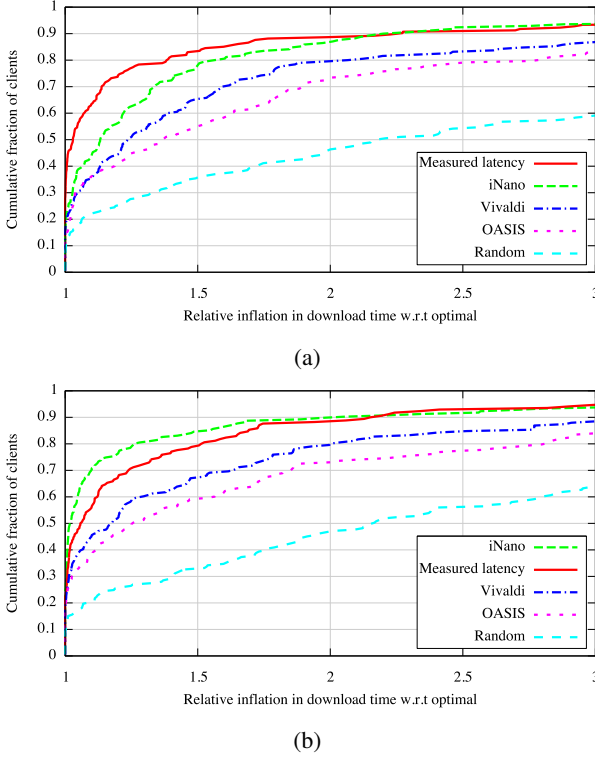 1
0.9
0.8
0.7
0.6
0.5
0.4
0.3
0.2
0.1
0
Cumulative fraction of clients
Measured latency
iNano
Vivaldi
OASIS
Random
1 1.5 2 2.5 3
Relative inflation in download time w.r.t optimal
(a)
1
0.9
0.8
0.7
0.6
0.5
0.4
0.3
0.2
0.1
0
Cumulative fraction of clients
iNano
Measured latency
Vivaldi
OASIS
Random
1 1.5 2 2.5 3
Relative inflation in download time w.r.t optimal
(b)